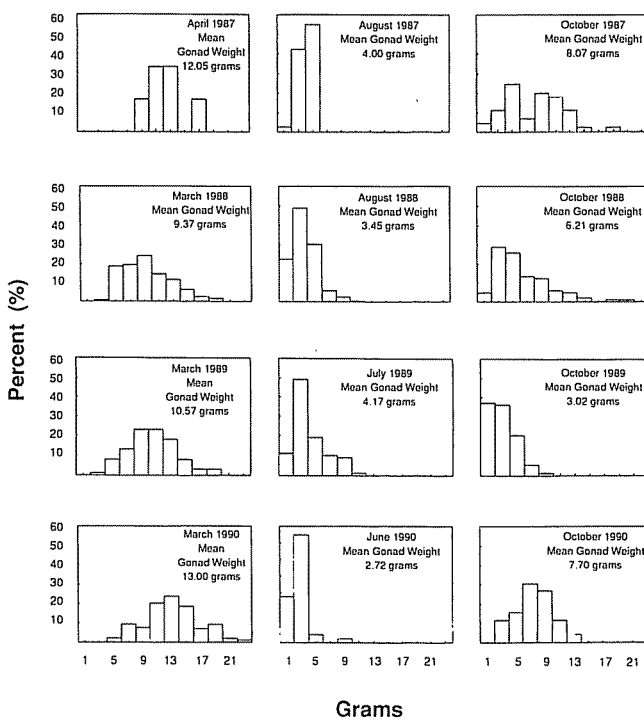 60
50
40
30
20
10
April 1987
Mean
Gonad Weight
12.05 grams
August 1987
Mean Gonad Weight
4.00 grams
October 1987
Mean Gonad Weight
8.07 grams
60
50
40
30
20
10
March 1988
Mean Gonad Weight
9.37 grams
August 1988
Mean Gonad Weight
3.45 grams
October 1988
Mean Gonad Weight
6.21 grams
Percent (%)
60
50
40
30
20
10
March 1989
Mean
Gonad Weight
10.57 grams
July 1989
Mean Gonad Weight
4.17 grams
October 1989
Mean Gonad Weight
3.02 grams
60
50
40
30
20
10
March 1990
Mean
Gonad Weight
13.00 grams
June 1990
Mean Gonad Weight
2.72 grams
October 1990
Mean Gonad Weight
7.70 grams
1 5 9 13 17 21
1 5 9 13 17 21
1 5 9 13 17 21
Grams